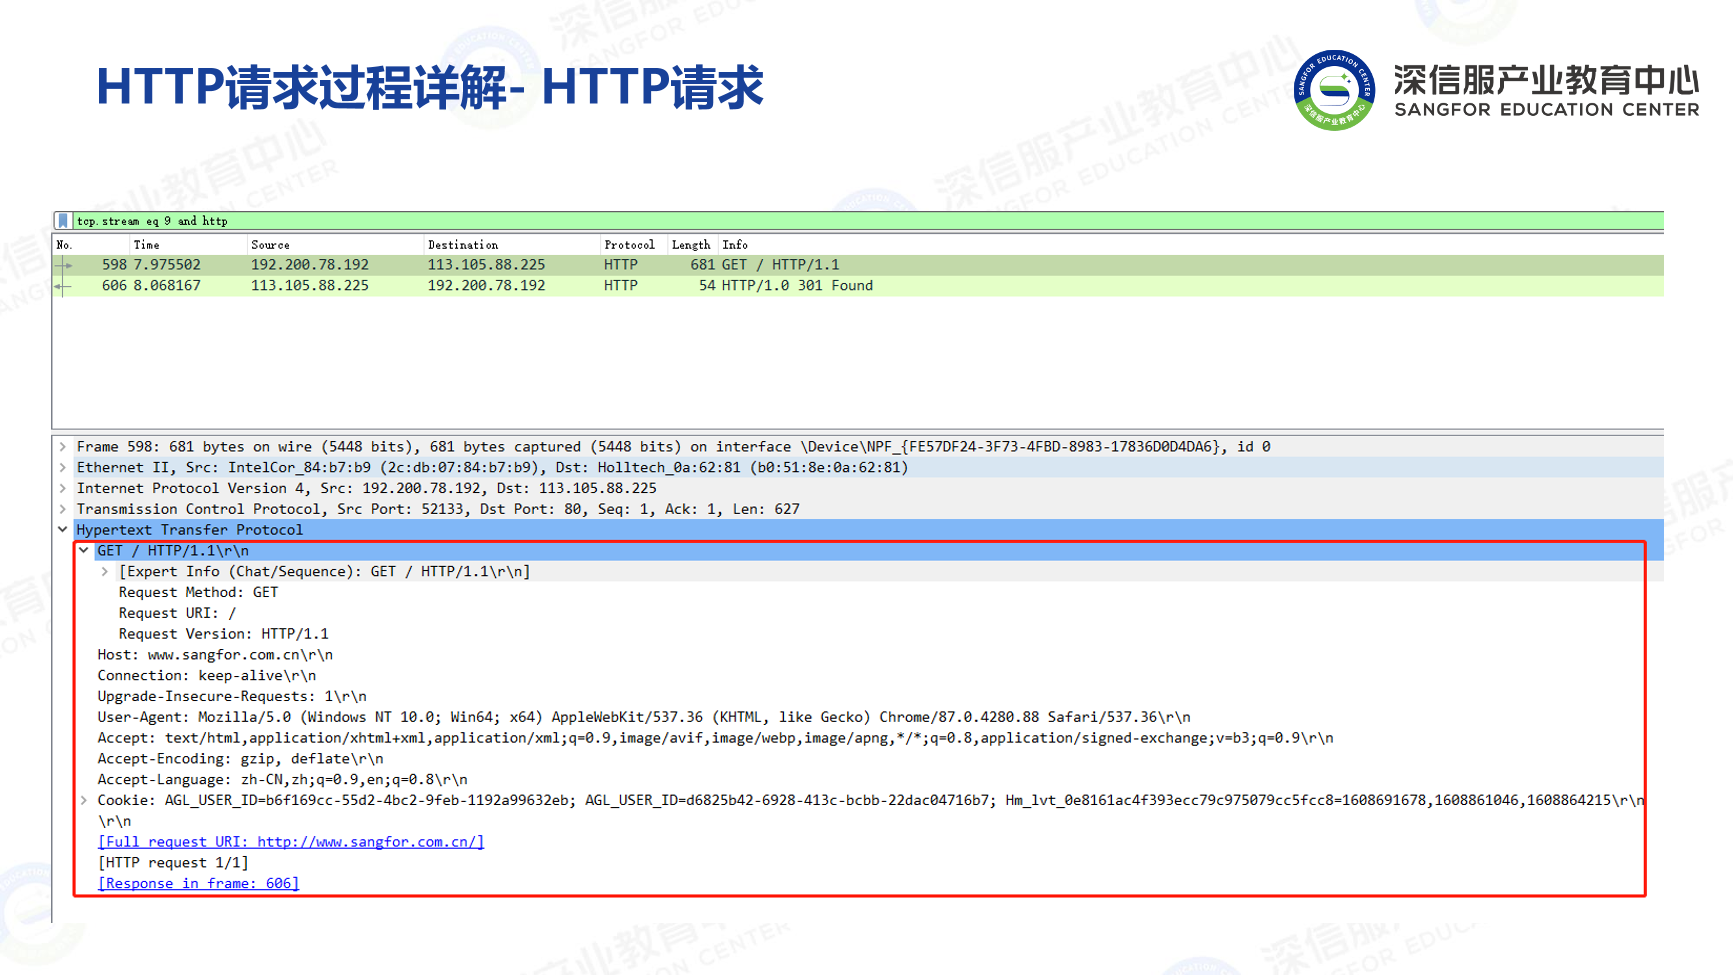 HTTP请求过程详解- HTTP请求
SANGFOR EDUCATION CENTER
深信服产业教育中心
深信服产业教育中心
SANGFOR EDUCATION CENTER
tcp.stream eq 9 and http
No. Time Source Destination Protocol Length Info
598 7.975502 192.200.78.192 113.105.88.225 HTTP 681 GET / HTTP/1.1
606 8.068167 113.105.88.225 192.200.78.192 HTTP 54 HTTP/1.0 301 Found
Frame 598: 681 bytes on wire (5448 bits), 681 bytes captured (5448 bits) on interface \Device\NPF_{FE57DF24-3F73-4FBD-8983-17836D0D4DA6}, id 0
Ethernet II, Src: IntelCor_84:b7:b9 (2c:db:07:84:b7:b9), Dst: Holltech_0a:62:81 (b0:51:8e:0a:62:81)
Internet Protocol Version 4, Src: 192.200.78.192, Dst: 113.105.88.225
Transmission Control Protocol, Src Port: 52133, Dst Port: 80, Seq: 1, Ack: 1, Len: 627
Hypertext Transfer Protocol
GET / HTTP/1.1\r\n
[Expert Info (Chat/Sequence): GET / HTTP/1.1\r\n]
Request Method: GET
Request URI: /
Request Version: HTTP/1.1
Host: www.sangfor.com.cn\r\n
Connection: keep-alive\r\n
Upgrade-Insecure-Requests: 1\r\n
User-Agent: Mozilla/5.0 (Windows NT 10.0; Win64; x64) AppleWebKit/537.36 (KHTML, like Gecko) Chrome/87.0.4280.88 Safari/537.36\r\n
Accept: text/html,application/xhtml+xml,application/xml;q=0.9,image/avif,image/webp,image/apng,*/*;q=0.8,application/signed-exchange;v=b3;q=0.9\r\n
Accept-Encoding: gzip, deflate\r\n
Accept-Language: zh-CN,zh;q=0.9,en;q=0.8\r\n
Cookie: AGL_USER_ID=b6f169cc-55d2-4bc2-9feb-1192a99632eb; AGL_USER_ID=d6825b42-6928-413c-bcbb-22dac04716b7; Hm_lvt_0e8161ac4f393ecc79c975079cc5fcc8=1608691678,1608861046,1608864215\r\n
\r\n
[Full request URI: http://www.sangfor.com.cn/]
[HTTP request 1/1]
[Response in frame: 606]